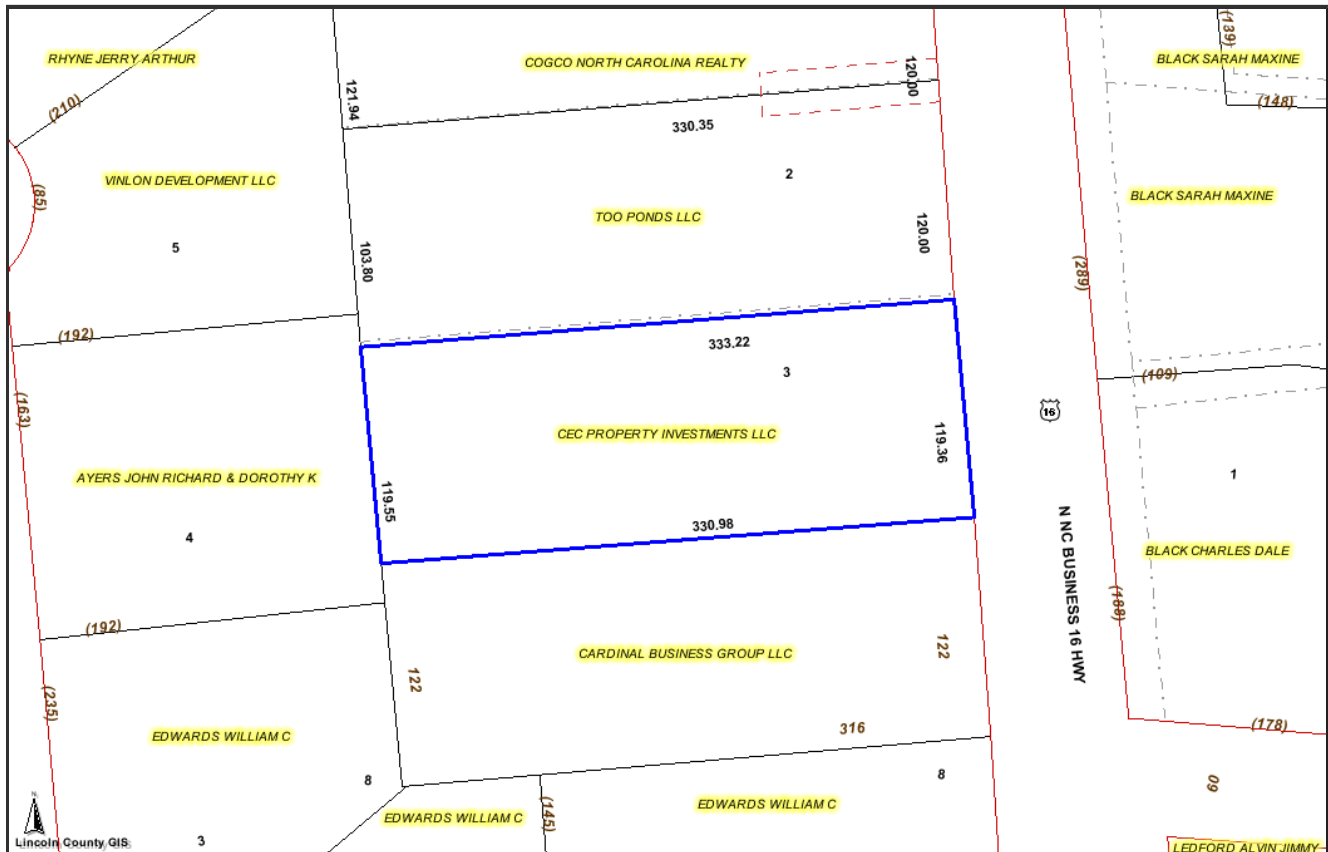 RHYNE JERRY ARTHUR
(210)
121.94
COGCO NORTH CAROLINA REALTY
120.00
(139)
BLACK SARAH MAXINE
(148)
330.35
(85)
VINLON DEVELOPMENT LLC
5
2
TOO PONDS LLC
120.00
BLACK SARAH MAXINE
103.80
(289)
(192)
333.22
3
(109)
(163)
16
CEC PROPERTY INVESTMENTS LLC
119.36
AYERS JOHN RICHARD & DOROTHY K
4
119.55
330.98
1
N NC BUSINESS 16 HWY
BLACK CHARLES DALE
(188)
(192)
122
CARDINAL BUSINESS GROUP LLC
122
(235)
316
(178)
EDWARDS WILLIAM C
8
8
60
EDWARDS WILLIAM C
(145)
EDWARDS WILLIAM C
N
Lincoln County GIS
3
LEDFORD ALVIN JIMMY